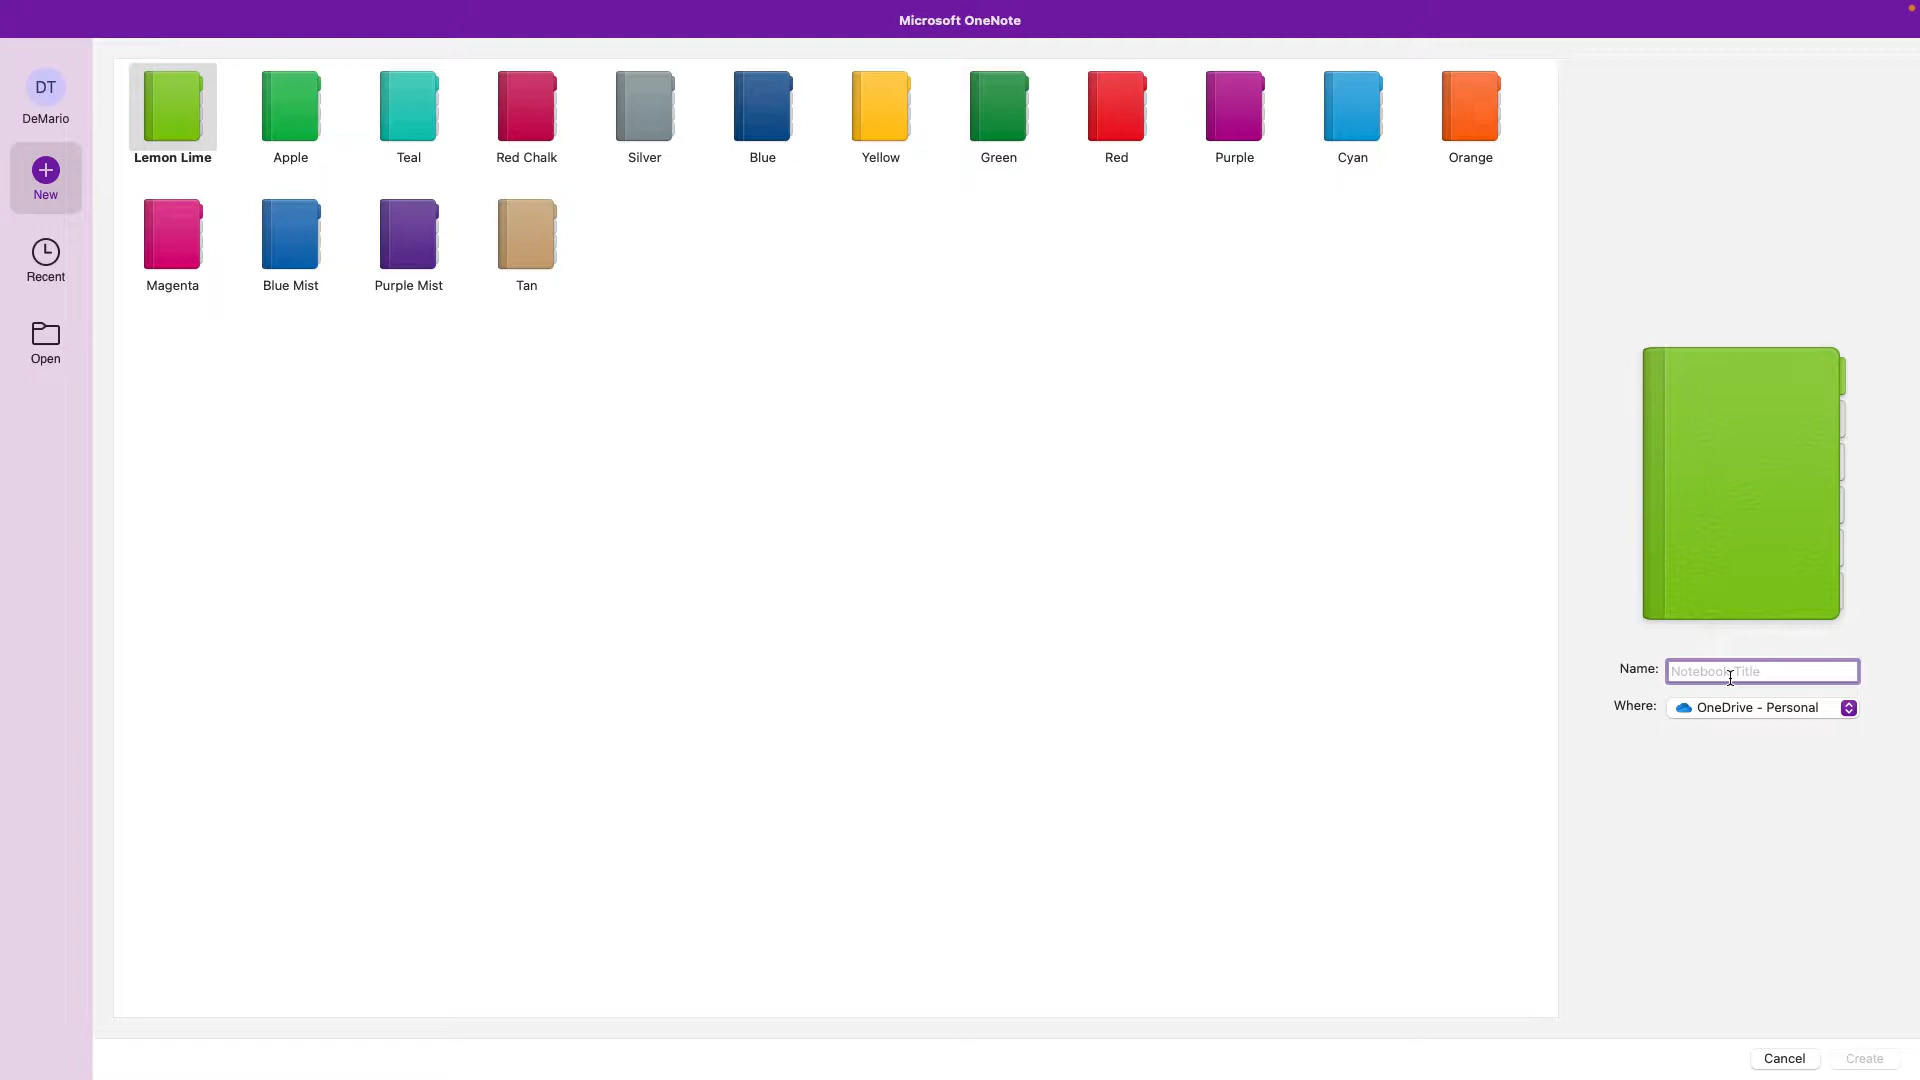 Microsoft OneNote
DT
DeMario
New
Recent
Open
Lemon Lime
Apple
Teal
Red Chalk
Silver
Blue
Yellow
Green
Red
Purple
Cyan
Orange
Magenta
Blue Mist
Purple Mist
Tan
Name: Notebook Title
Where: OneDrive - Personal
Cancel
Create